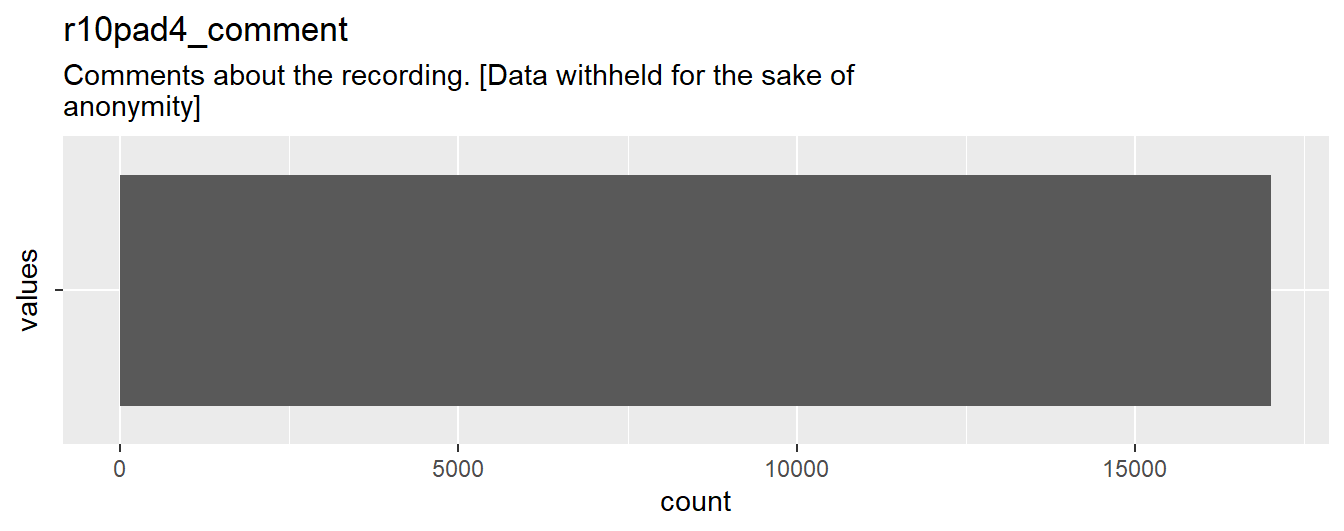 r10pad4_comment
Comments about the recording. [Data withheld for the sake of
anonymity]
values
0 5000 10000 15000
count